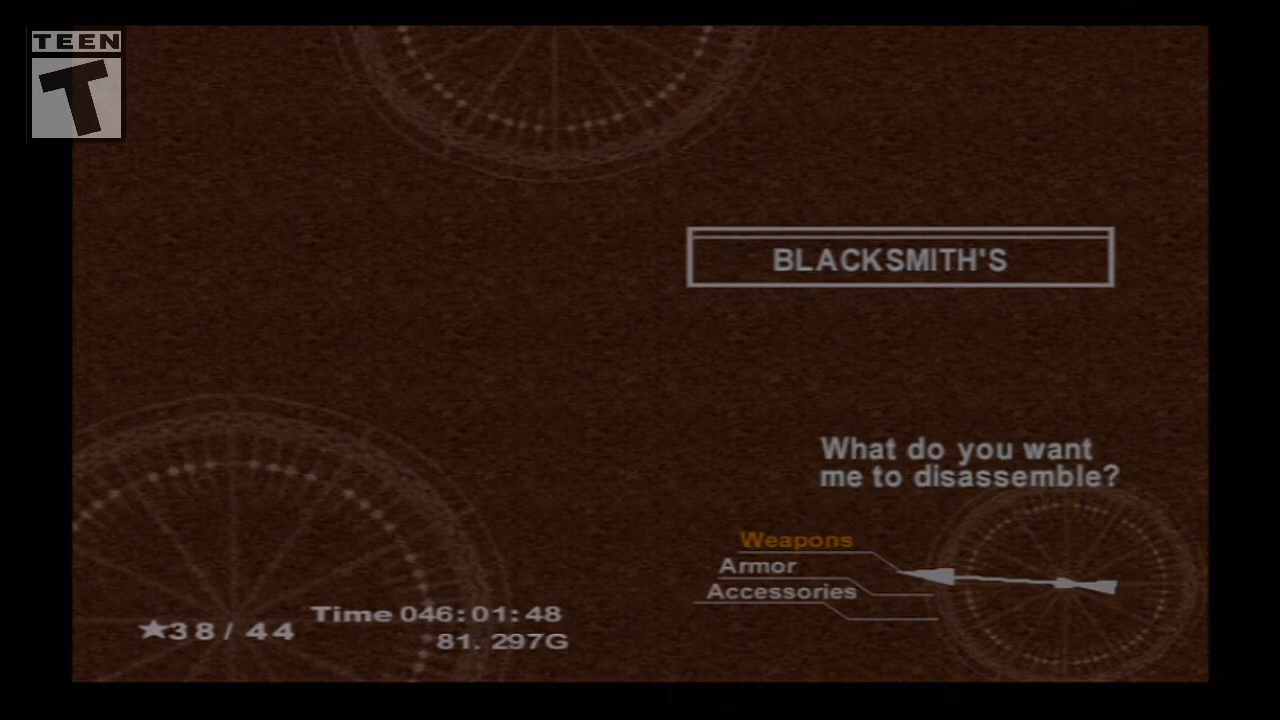 TEEN
T
BLACKSMITH'S
What do you want
me to disassemble?
Weapons
Armor
Accessories
Time 046:01:48
★38/44
81. 297G